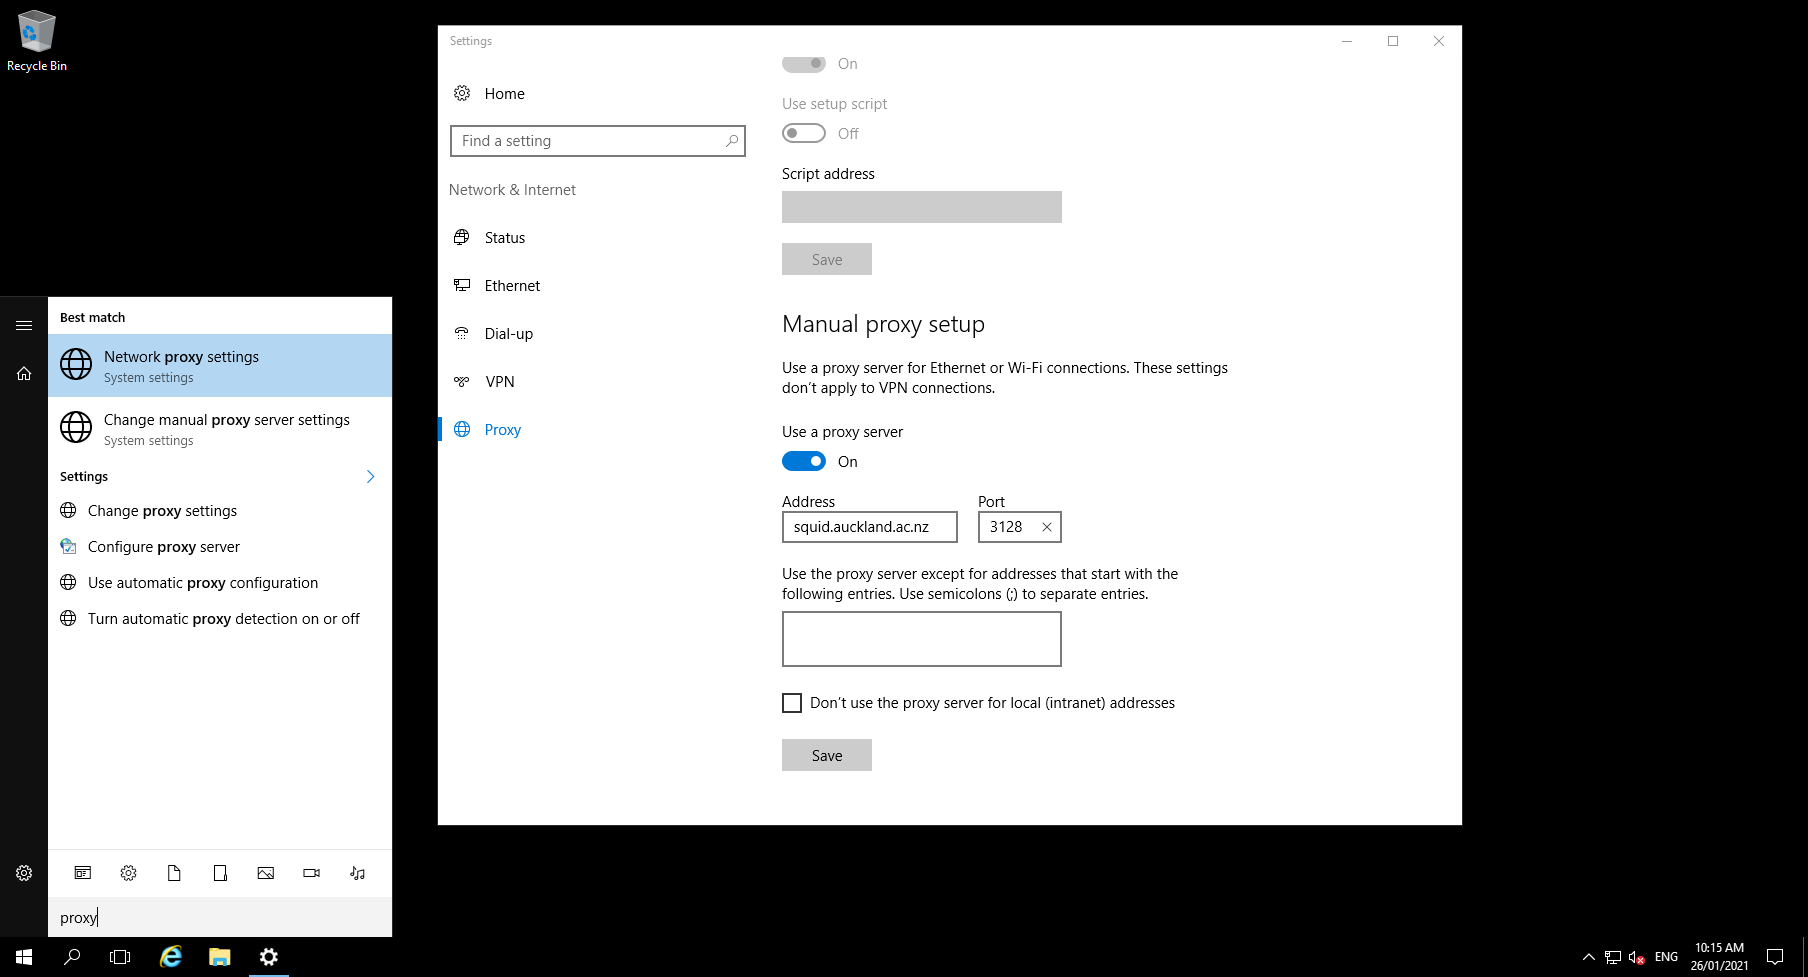 Recycle Bin
Settings
Home
Find a setting
Network & Internet
Status
Ethernet
Dial-up
VPN
Proxy
On
Use setup script
Off
Script address
Save
Manual proxy setup
Use a proxy server for Ethernet or Wi-Fi connections. These settings
don't apply to VPN connections.
Use a proxy server
On
Address
Port
squid.auckland.ac.nz
3128
Use the proxy server except for addresses that start with the
following entries. Use semicolons (;) to separate entries.
Don't use the proxy server for local (intranet) addresses
Save
Best match
Network proxy settings
System settings
Change manual proxy server settings
System settings
Settings
Change proxy settings
Configure proxy server
Use automatic proxy configuration
Turn automatic proxy detection on or off
proxy
ENG
10:15 AM
26/01/2021